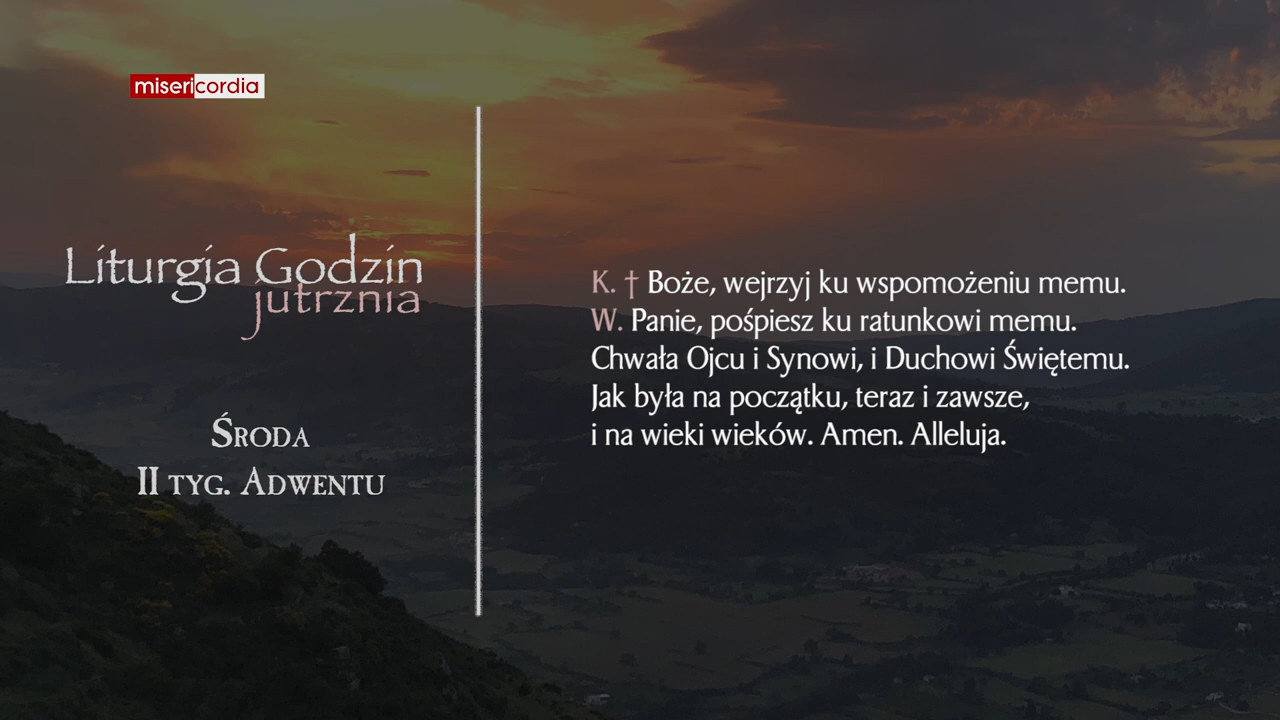 misericordia
Liturgia Godzin
jutrznia
Środa
II tyg. Adwentu
K. † Boże, wejrzyj ku wspomożeniu memu.
W. Panie, pośpiesz ku ratunkowi memu.
Chwała Ojcu i Synowi, i Duchowi Świętemu.
Jak była na początku, teraz i zawsze,
i na wieki wieków. Amen. Alleluja.